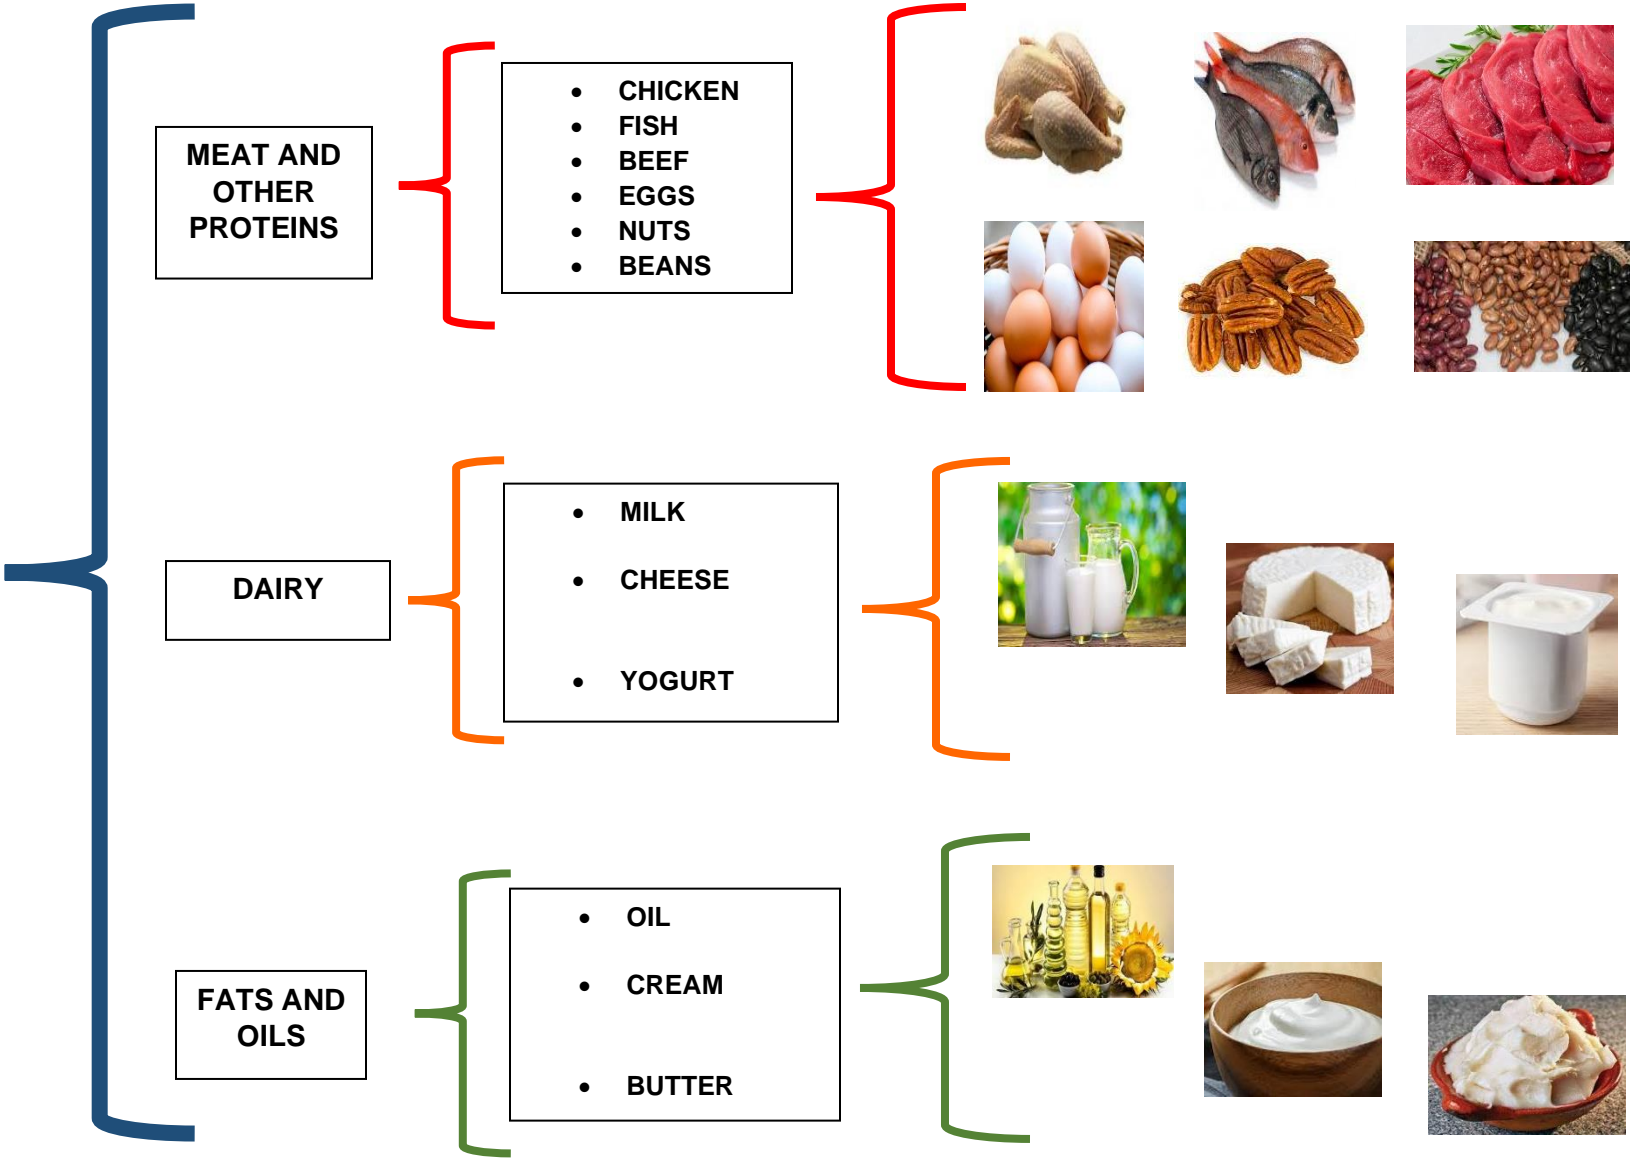 MEAT AND
OTHER
PROTEINS
• CHICKEN
• FISH
• BEEF
• EGGS
• NUTS
• BEANS
DAIRY
• MILK
• CHEESE
• YOGURT
FATS AND
OILS
• OIL
• CREAM
• BUTTER